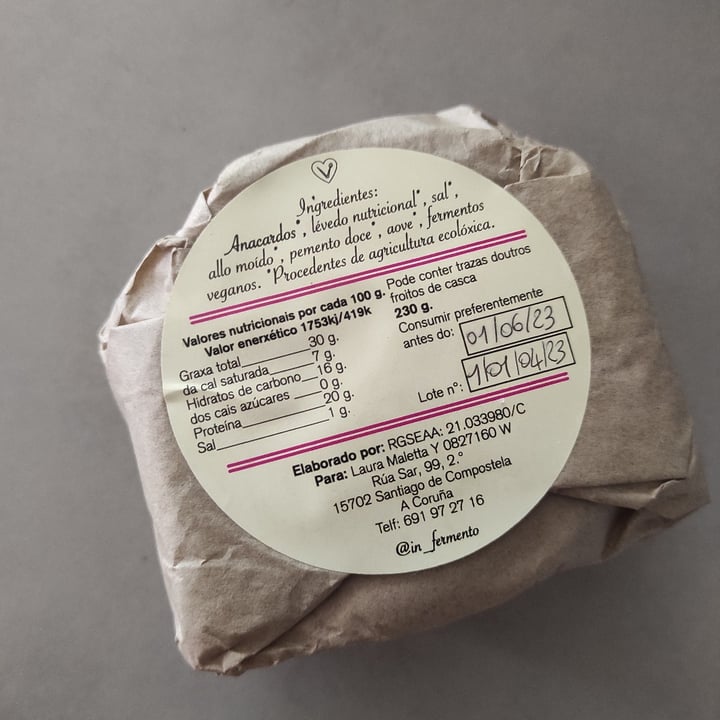 Ingredientes:
Anacardos*, lévedo nutricional*, sal*,
allo moído*, pemento doce*, aove*, fermentos
veganos. *Procedentes de agricultura ecolóxica.
Valores nutricionais por cada 100 g.
Valor enerxético 1753kj/419k
Graxa total 30 g.
da cal saturada 7 g.
Hidratos de carbono 16 g.
dos cais azúcares 0g.
Proteína 20 g.
Sal 1 g.
Pode conter trazas doutros
froitos de casca
230 g.
Consumir preferentemente
antes do: 01/06/23
Lote nº: 1/01/04/23
Elaborado por: RGSEAA: 21.033980/C
Para: Laura Maletta Y 0827160 W
Rúa Sar, 99, 2.º
15702 Santiago de Compostela
A Coruña
Telf: 691 97 27 16
@in_fermento